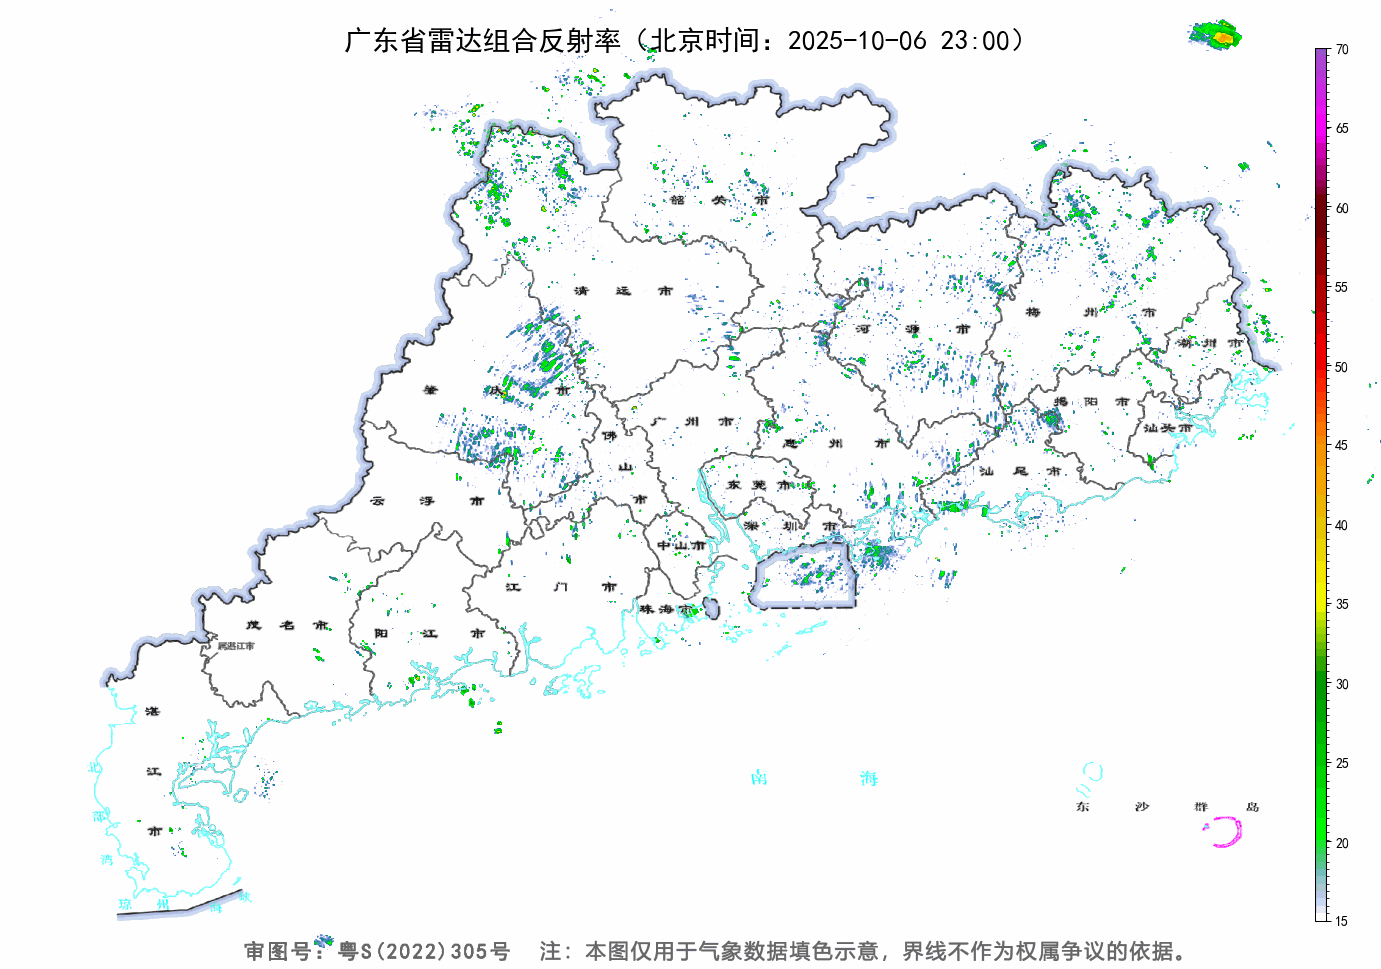 广东省雷达组合反射率（北京时间：2025-10-06 23:00）
70
65
60
55
50
45
40
35
30
25
20
15
韶 关 市
清 远 市
梅 州 市
河 源 市
潮 州 市
肇 庆 市
揭 阳 市
广 州 市
汕头市
佛 山 市
惠 州 市
汕 尾 市
东 莞 市
云 浮 市
深 圳 市
中山市
江 门 市
珠海市
茂 名 市
阳 江 市
属湛江市
湛 江 市
北 部 湾
南 海
东 沙 群 岛
琼 州 海 峡
审图号：粤S(2022)305号 注：本图仅用于气象数据填色示意，界线不作为权属争议的依据。